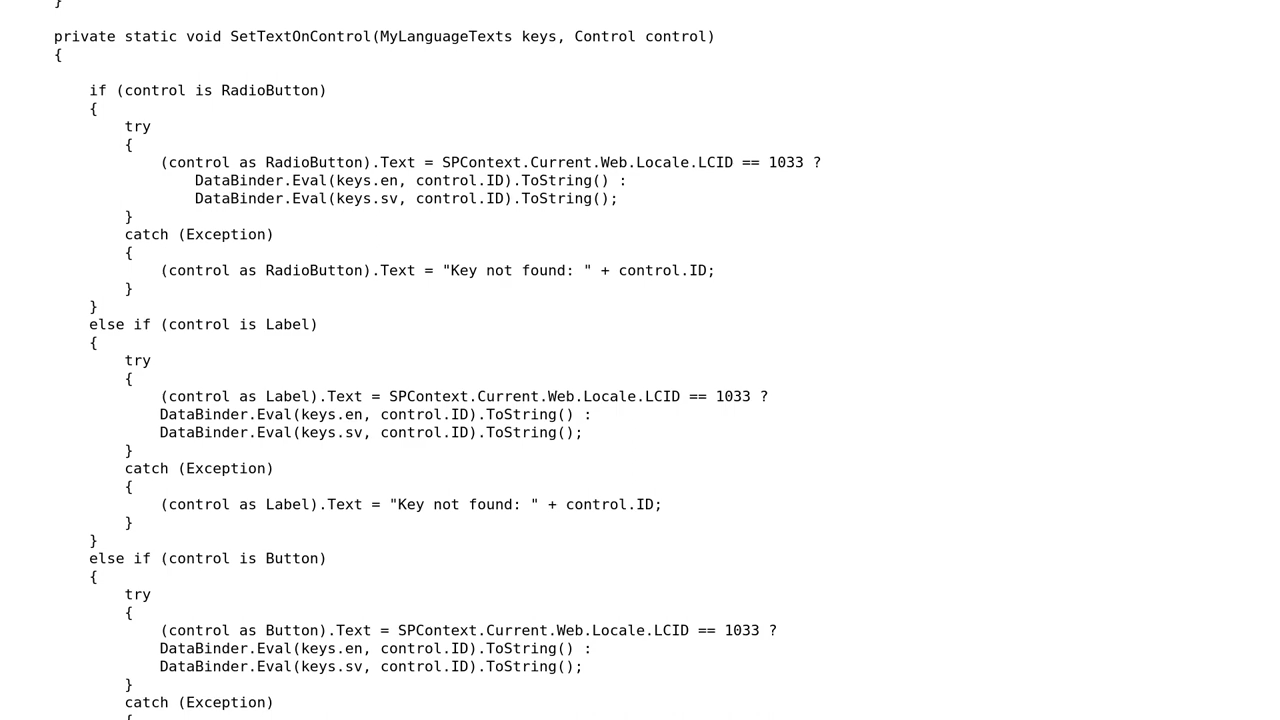 }
private static void SetTextOnControl(MyLanguageTexts keys, Control control)
{
if (control is RadioButton)
{
try
{
(control as RadioButton).Text = SPContext.Current.Web.Locale.LCID == 1033 ?
DataBinder.Eval(keys.en, control.ID).ToString() :
DataBinder.Eval(keys.sv, control.ID).ToString();
}
catch (Exception)
{
(control as RadioButton).Text = "Key not found: " + control.ID;
}
}
else if (control is Label)
{
try
{
(control as Label).Text = SPContext.Current.Web.Locale.LCID == 1033 ?
DataBinder.Eval(keys.en, control.ID).ToString() :
DataBinder.Eval(keys.sv, control.ID).ToString();
}
catch (Exception)
{
(control as Label).Text = "Key not found: " + control.ID;
}
}
else if (control is Button)
{
try
{
(control as Button).Text = SPContext.Current.Web.Locale.LCID == 1033 ?
DataBinder.Eval(keys.en, control.ID).ToString() :
DataBinder.Eval(keys.sv, control.ID).ToString();
}
catch (Exception)
{